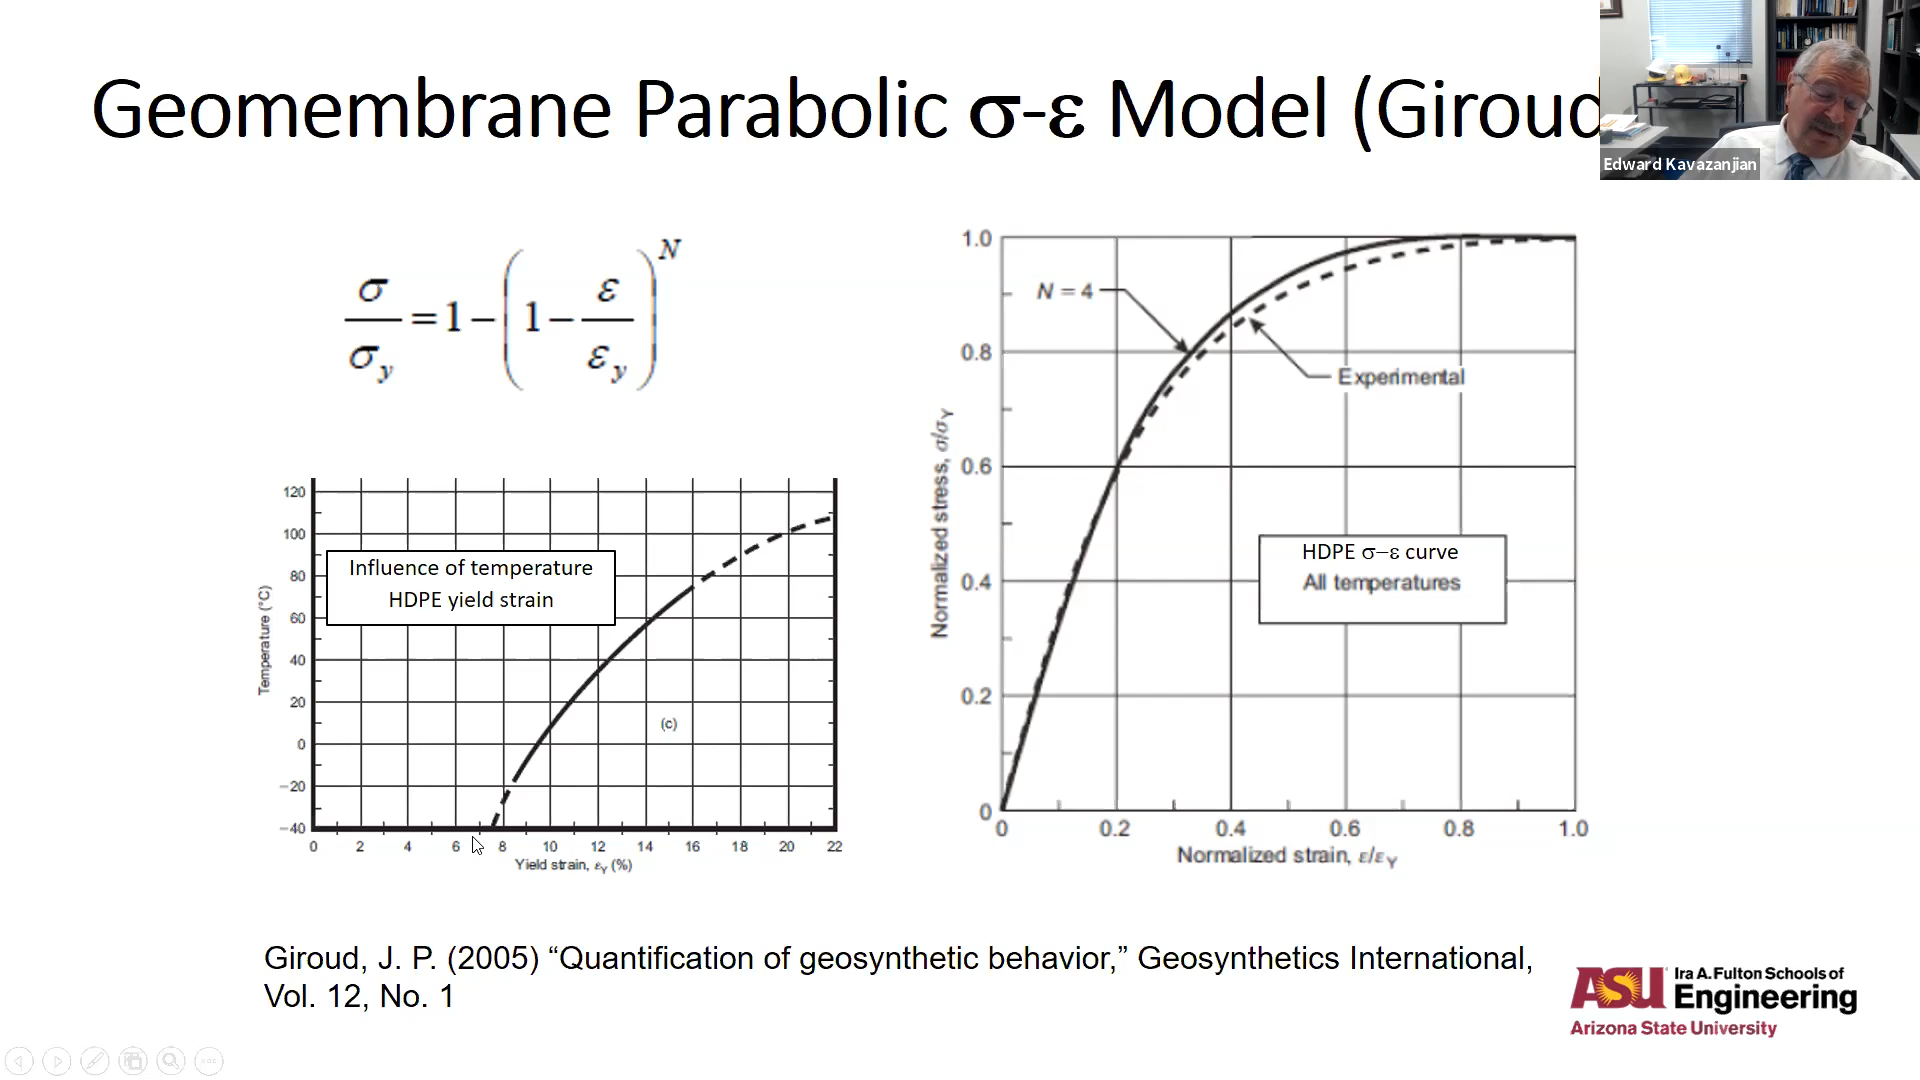 Geomembrane Parabolic σ-ε Model (Giroud
Edward Kavazanjian
σ/σy = 1 − (1 − ε/εy)^N
120
100
80
60
40
20
0
−20
−40
Temperature (°C)
Influence of temperature
HDPE yield strain
(c)
0 2 4 6 8 10 12 14 16 18 20 22
Yield strain, εY (%)
1.0
0.8
0.6
0.4
0.2
0
Normalized stress, σ/σY
N = 4
Experimental
HDPE σ−ε curve
All temperatures
0 0.2 0.4 0.6 0.8 1.0
Normalized strain, ε/εY
Giroud, J. P. (2005) “Quantification of geosynthetic behavior,” Geosynthetics International,
Vol. 12, No. 1
ASU Ira A. Fulton Schools of
Engineering
Arizona State University